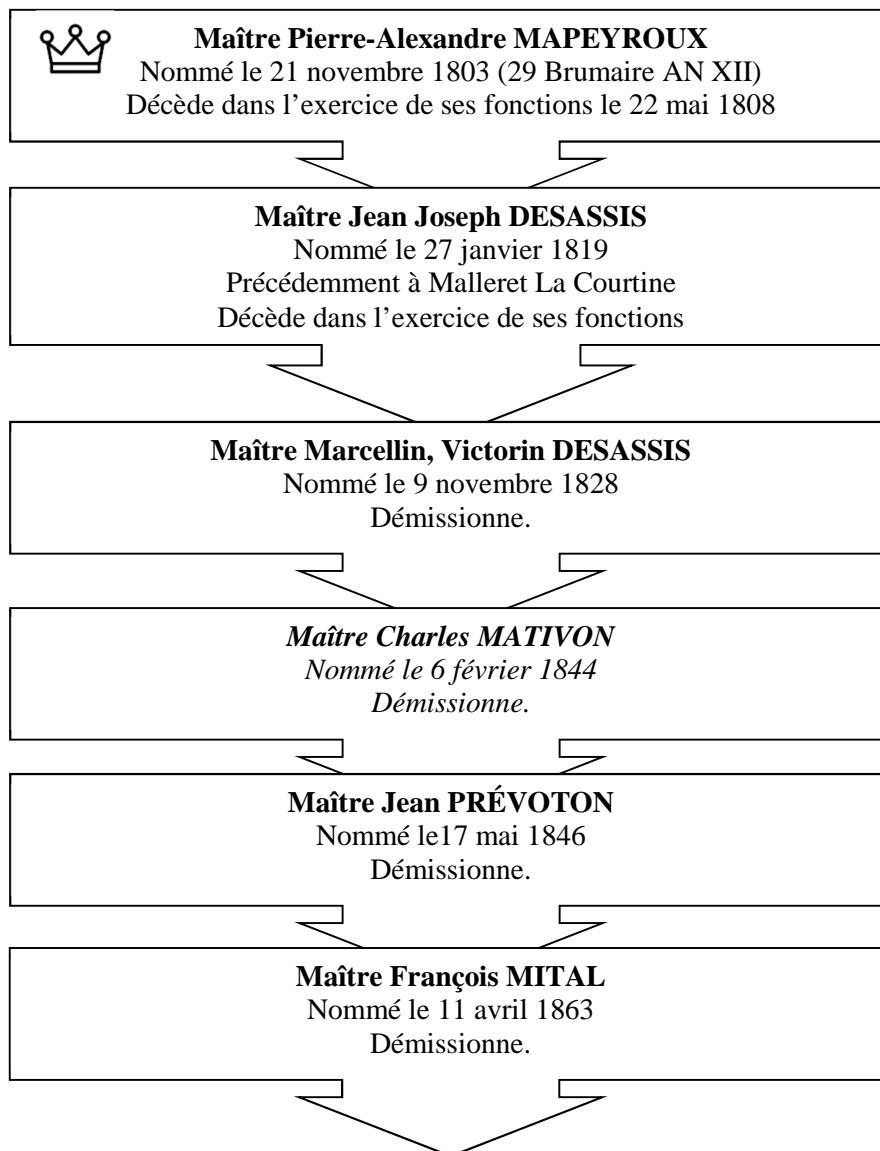 Maître Pierre-Alexandre MAPEYROUX
Nommé le 21 novembre 1803 (29 Brumaire AN XII)
Décède dans l’exercice de ses fonctions le 22 mai 1808
Maître Jean Joseph DESASSIS
Nommé le 27 janvier 1819
Précédemment à Malleret La Courtine
Décède dans l’exercice de ses fonctions
Maître Marcellin, Victorin DESASSIS
Nommé le 9 novembre 1828
Démissionne.
Maître Charles MATIVON
Nommé le 6 février 1844
Démissionne.
Maître Jean PRÉVOTON
Nommé le17 mai 1846
Démissionne.
Maître François MITAL
Nommé le 11 avril 1863
Démissionne.